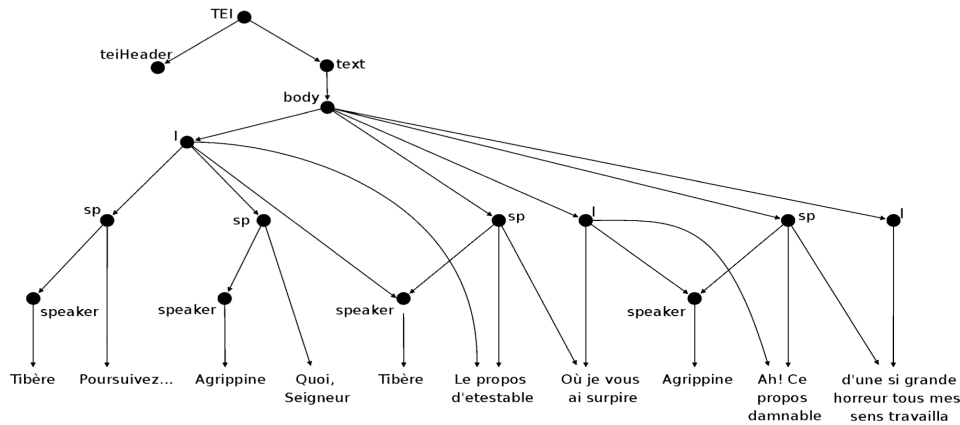 TEI
teiHeader
text
body
l
sp
sp
sp
l
sp
l
speaker
speaker
speaker
speaker
Tibère
Poursuivez...
Agrippine
Quoi,
Seigneur
Tibère
Le propos
d'etestable
Où je vous
ai surpire
Agrippine
Ah! Ce
propos
damnable
d'une si grande
horreur tous mes
sens travailla